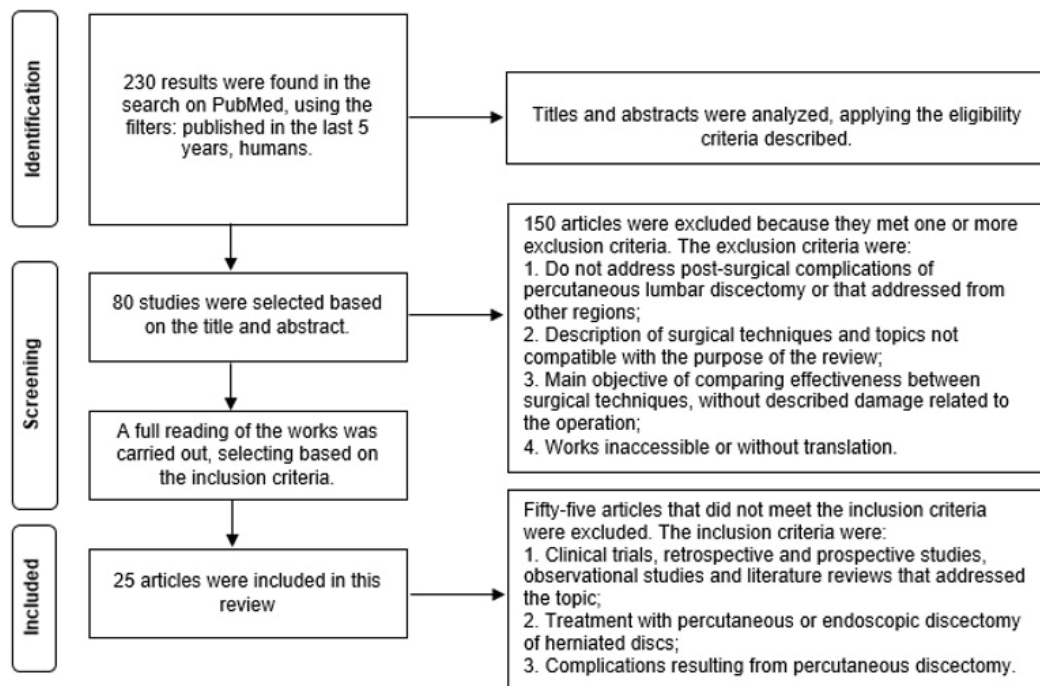 Identification
230 results were found in the
search on PubMed, using the
filters: published in the last 5
years, humans.
Titles and abstracts were analyzed, applying the eligibility
criteria described.
Screening
80 studies were selected based
on the title and abstract.
150 articles were excluded because they met one or more
exclusion criteria. The exclusion criteria were:
1. Do not address post-surgical complications of
percutaneous lumbar discectomy or that addressed from
other regions;
2. Description of surgical techniques and topics not
compatible with the purpose of the review;
3. Main objective of comparing effectiveness between
surgical techniques, without described damage related to
the operation;
4. Works inaccessible or without translation.
A full reading of the works was
carried out, selecting based on
the inclusion criteria.
Included
25 articles were included in this
review
Fifty-five articles that did not meet the inclusion criteria
were excluded. The inclusion criteria were:
1. Clinical trials, retrospective and prospective studies,
observational studies and literature reviews that addressed
the topic;
2. Treatment with percutaneous or endoscopic discectomy
of herniated discs;
3. Complications resulting from percutaneous discectomy.